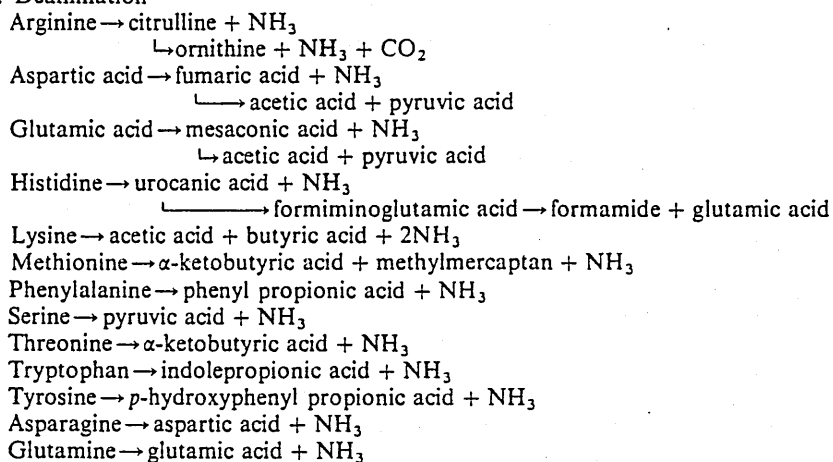 Arginine→citrulline + NH₃
↳ornithine + NH₃ + CO₂
Aspartic acid→fumaric acid + NH₃
↳acetic acid + pyruvic acid
Glutamic acid→mesaconic acid + NH₃
↳acetic acid + pyruvic acid
Histidine→urocanic acid + NH₃
↳formiminoglutamic acid→formamide + glutamic acid
Lysine→acetic acid + butyric acid + 2NH₃
Methionine→α-ketobutyric acid + methylmercaptan + NH₃
Phenylalanine→phenyl propionic acid + NH₃
Serine→pyruvic acid + NH₃
Threonine→α-ketobutyric acid + NH₃
Tryptophan→indolepropionic acid + NH₃
Tyrosine→p-hydroxyphenyl propionic acid + NH₃
Asparagine→aspartic acid + NH₃
Glutamine→glutamic acid + NH₃